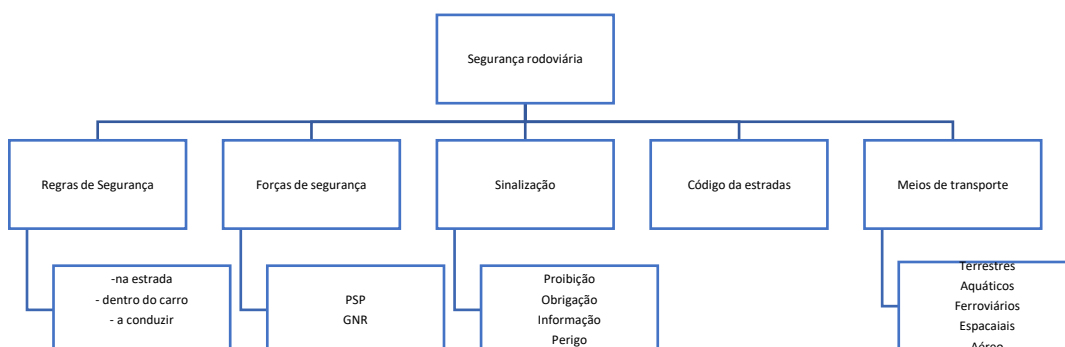 Segurança rodoviária
Regras de Segurança
Forças de segurança
Sinalização
Código da estradas
Meios de transporte
-na estrada
- dentro do carro
- a conduzir
PSP
GNR
Proibição
Obrigação
Informação
Perigo
Terrestres
Aquáticos
Ferroviários
Espacaiais
Aéreo